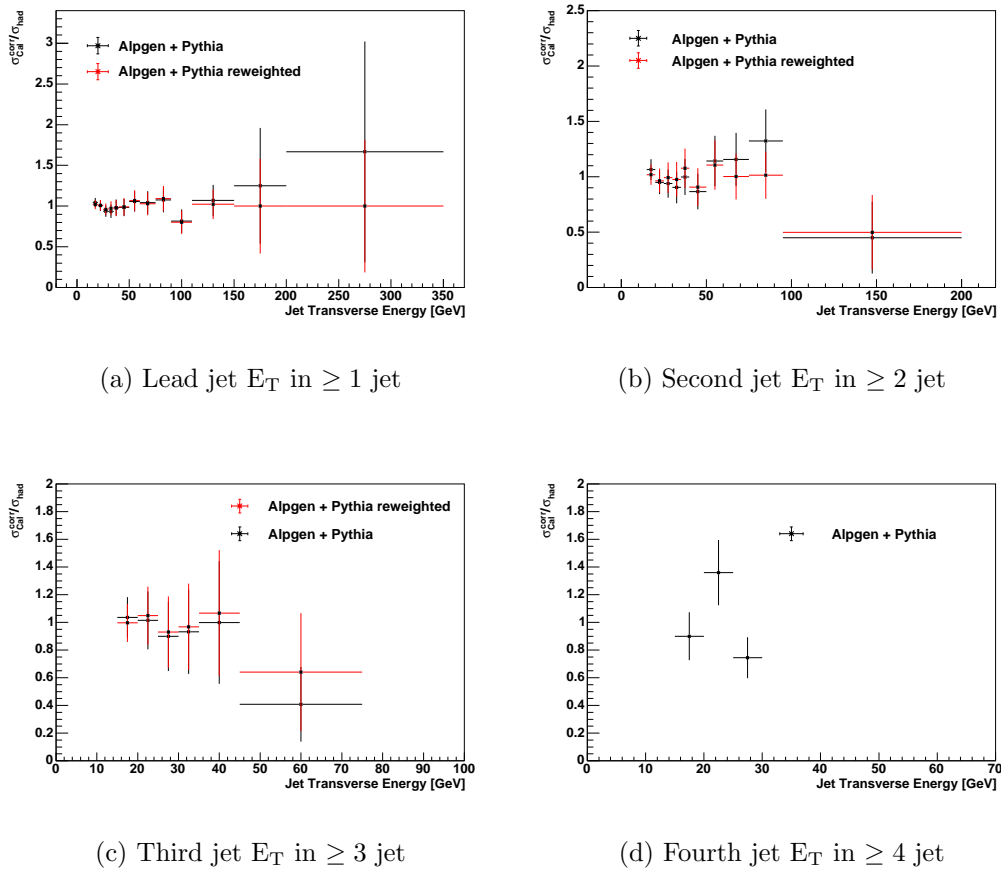 σ^corr_Cal/σ_had
3
2.5
2
1.5
1
0.5
0
Alpgen + Pythia
Alpgen + Pythia reweighted
0 50 100 150 200 250 300 350
Jet Transverse Energy [GeV]
(a) Lead jet E_T in ≥ 1 jet
σ^corr_Cal/σ_had
2.5
2
1.5
1
0.5
0
Alpgen + Pythia
Alpgen + Pythia reweighted
0 50 100 150 200
Jet Transverse Energy [GeV]
(b) Second jet E_T in ≥ 2 jet
σ^corr_Cal/σ_had
2
1.8
1.6
1.4
1.2
1
0.8
0.6
0.4
0.2
0
Alpgen + Pythia reweighted
Alpgen + Pythia
0 10 20 30 40 50 60 70 80 90 100
Jet Transverse Energy [GeV]
(c) Third jet E_T in ≥ 3 jet
σ^corr_Cal/σ_had
2
1.8
1.6
1.4
1.2
1
0.8
0.6
0.4
0.2
0
Alpgen + Pythia
0 10 20 30 40 50 60 70
Jet Transverse Energy [GeV]
(d) Fourth jet E_T in ≥ 4 jet